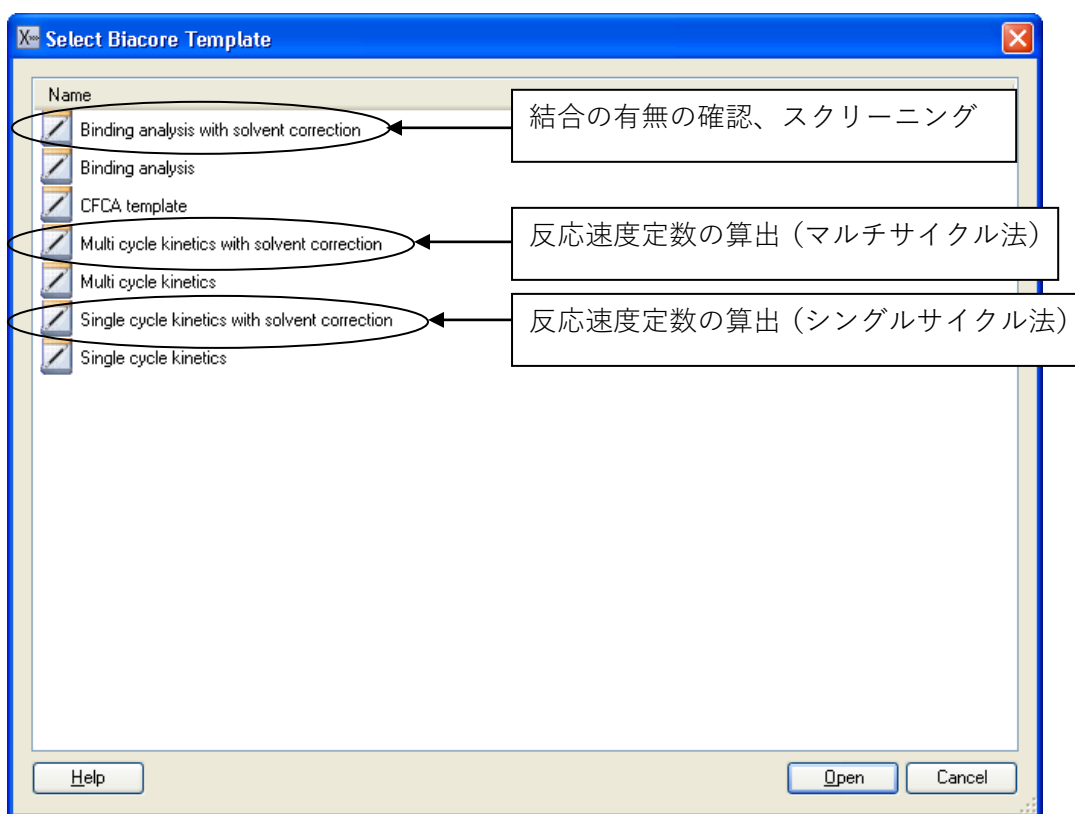 Select Biacore Template
Name
Binding analysis with solvent correction
結合の有無の確認、スクリーニング
Binding analysis
CFCA template
Multi cycle kinetics with solvent correction
反応速度定数の算出（マルチサイクル法）
Multi cycle kinetics
Single cycle kinetics with solvent correction
反応速度定数の算出（シングルサイクル法）
Single cycle kinetics
Help
Open
Cancel